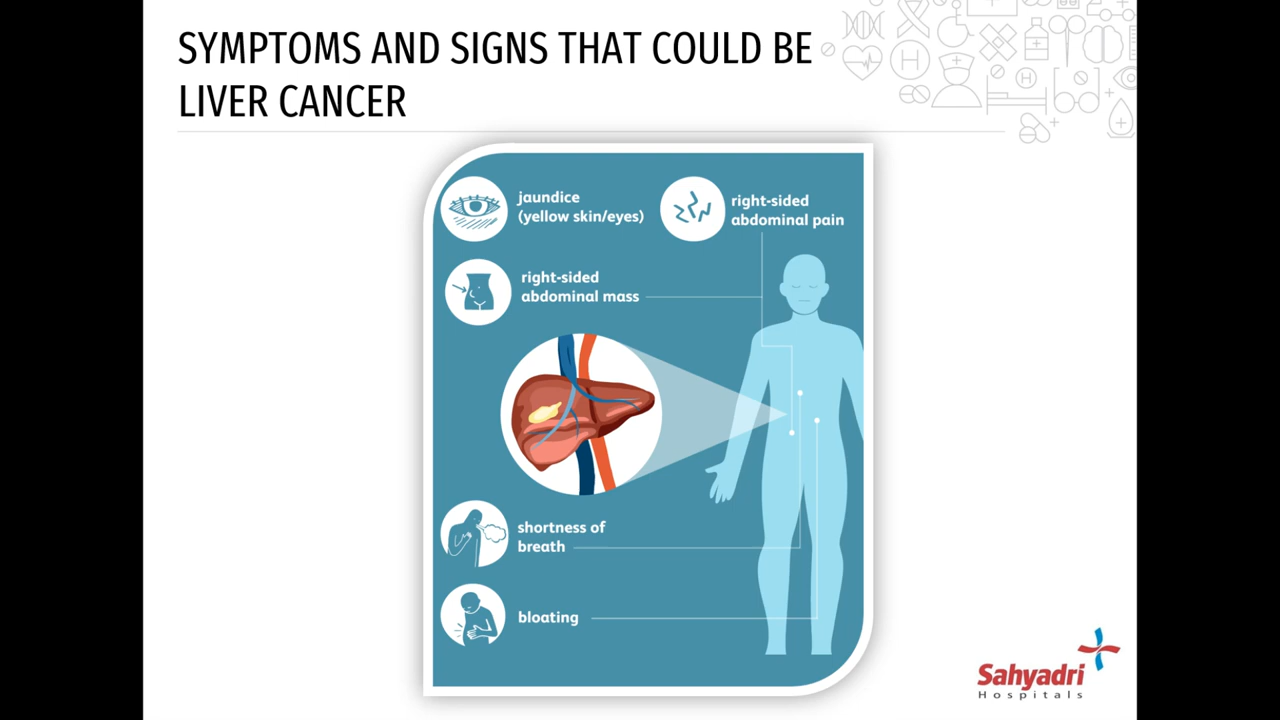 SYMPTOMS AND SIGNS THAT COULD BE
LIVER CANCER
jaundice
(yellow skin/eyes)
right-sided
abdominal pain
right-sided
abdominal mass
shortness of
breath
bloating
Sahyadri
Hospitals